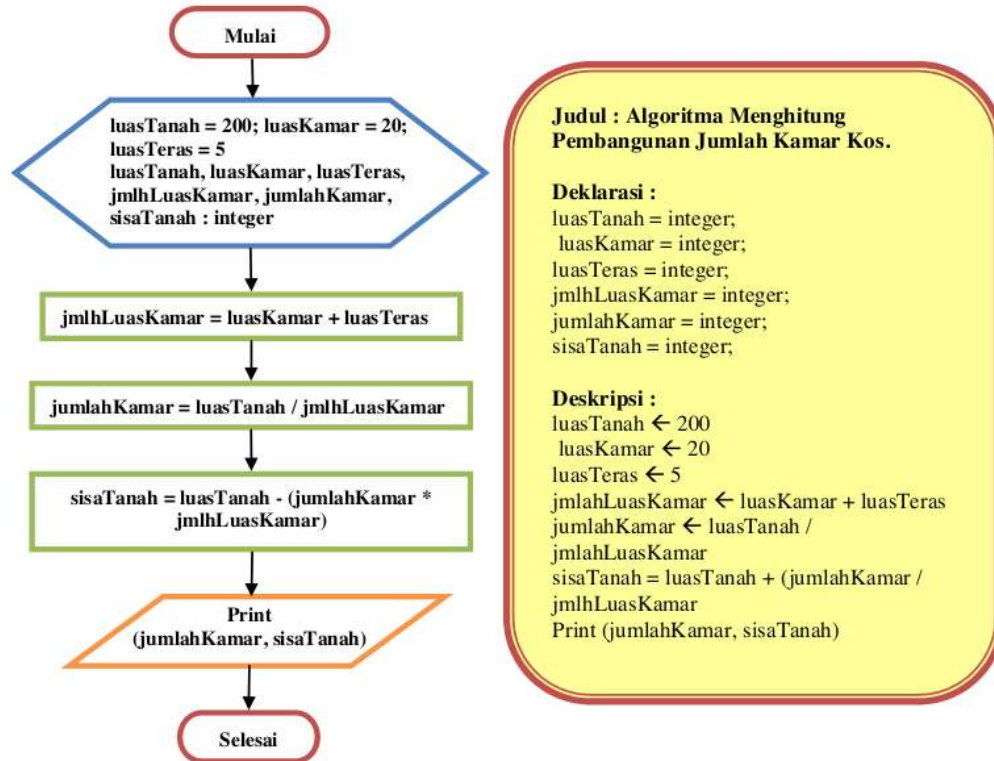 Mulai
luasTanah = 200; luasKamar = 20;
luasTeras = 5
luasTanah, luasKamar, luasTeras,
jmlhLuasKamar, jumlahKamar,
sisaTanah : integer
jmlhLuasKamar = luasKamar + luasTeras
jumlahKamar = luasTanah / jmlhLuasKamar
sisaTanah = luasTanah - (jumlahKamar *
jmlhLuasKamar)
Print
(jumlahKamar, sisaTanah)
Selesai
Judul : Algoritma Menghitung
Pembangunan Jumlah Kamar Kos.
Deklarasi :
luasTanah = integer;
luasKamar = integer;
luasTeras = integer;
jmlhLuasKamar = integer;
jumlahKamar = integer;
sisaTanah = integer;
Deskripsi :
luasTanah ← 200
luasKamar ← 20
luasTeras ← 5
jmlahLuasKamar ← luasKamar + luasTeras
jumlahKamar ← luasTanah /
jmlahLuasKamar
sisaTanah = luasTanah + (jumlahKamar /
jmlhLuasKamar
Print (jumlahKamar, sisaTanah)